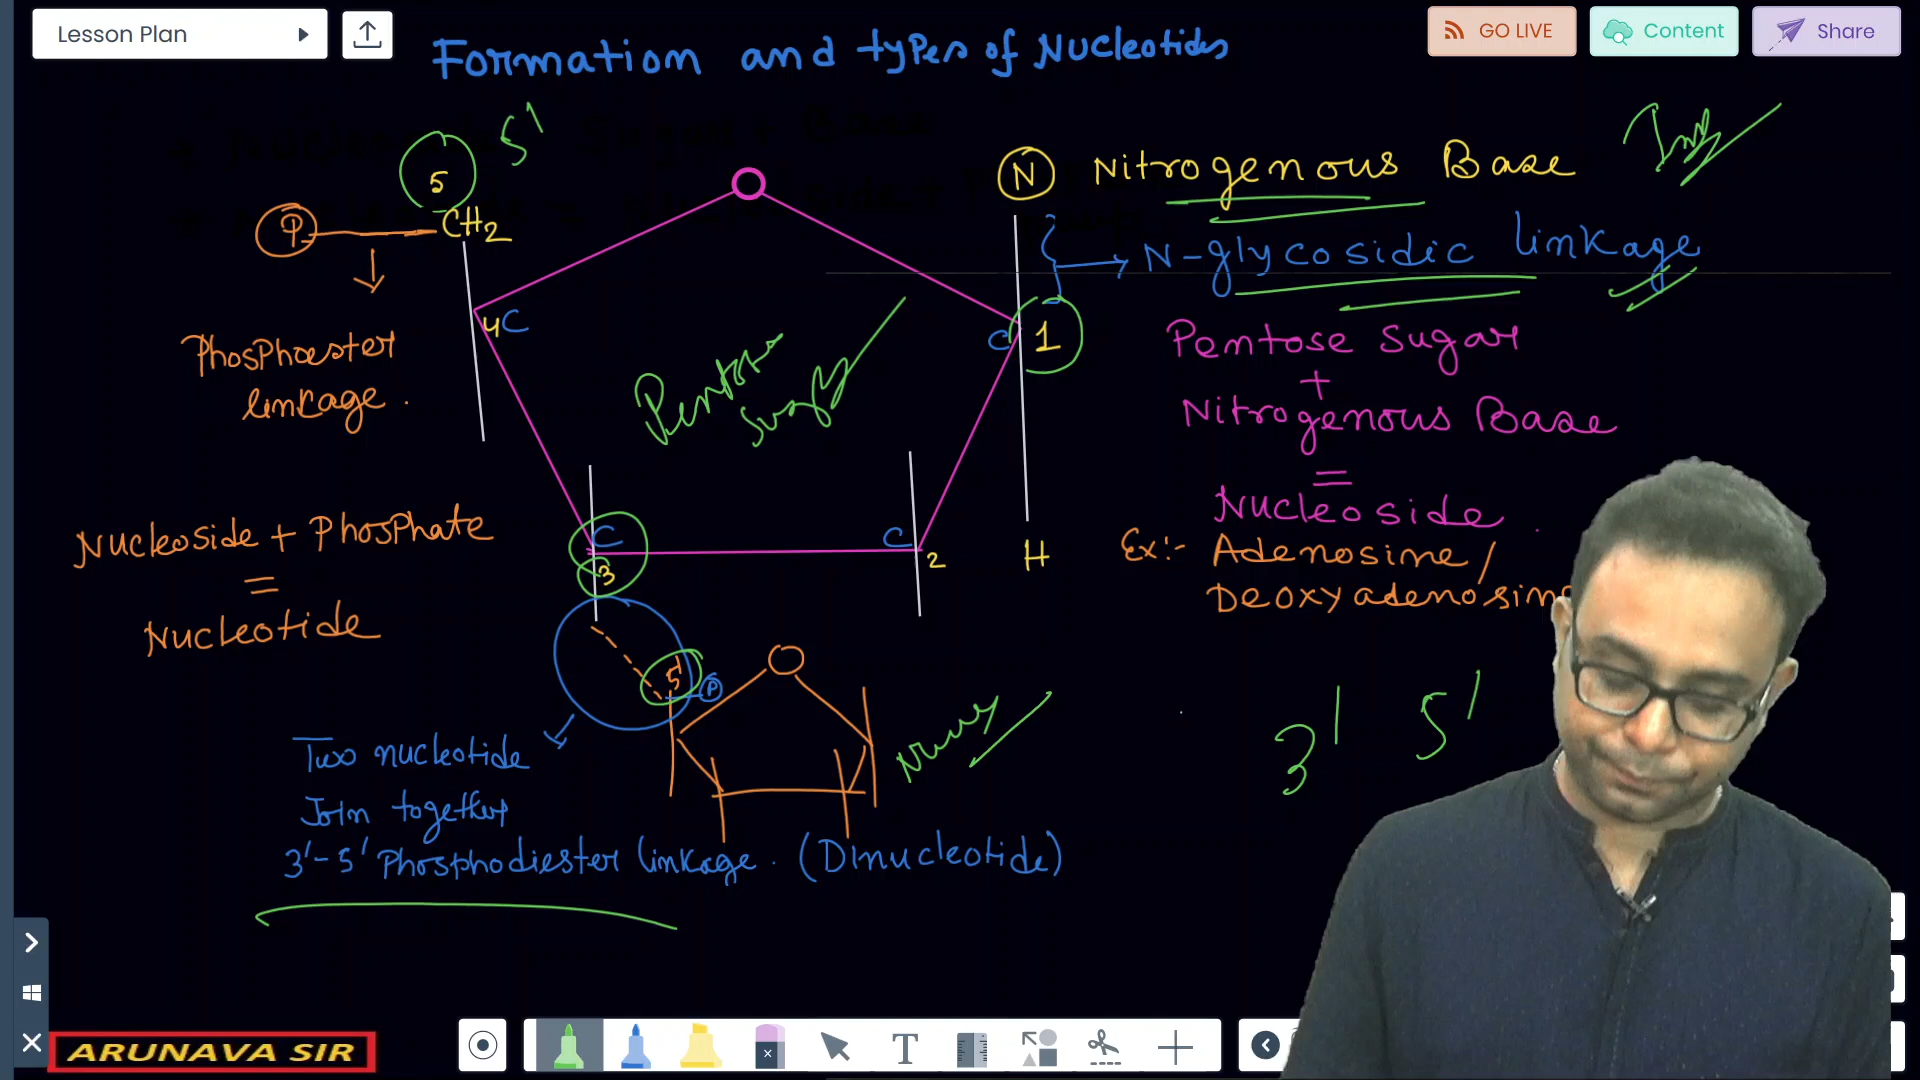 Lesson Plan
GO LIVE
Content
Share
Formation and types of Nucleotides
5 5'
P CH2
N Nitrogenous Base
N-glycosidic linkage
4 C
C 1
Phosphoester
linkage.
Pentose
Pentose Sugar
+
Nitrogenous Base
=
Nucleoside.
Ex:- Adenosine/
Deoxyadenosine
C 3
C 2
H
Nucleoside + Phosphate
=
Nucleotide
5' P
O
3' 5'
Two nucleotide
Join together
3'-5' Phosphodiester linkage. (Dinucleotide)
ARUNAVA SIR
T